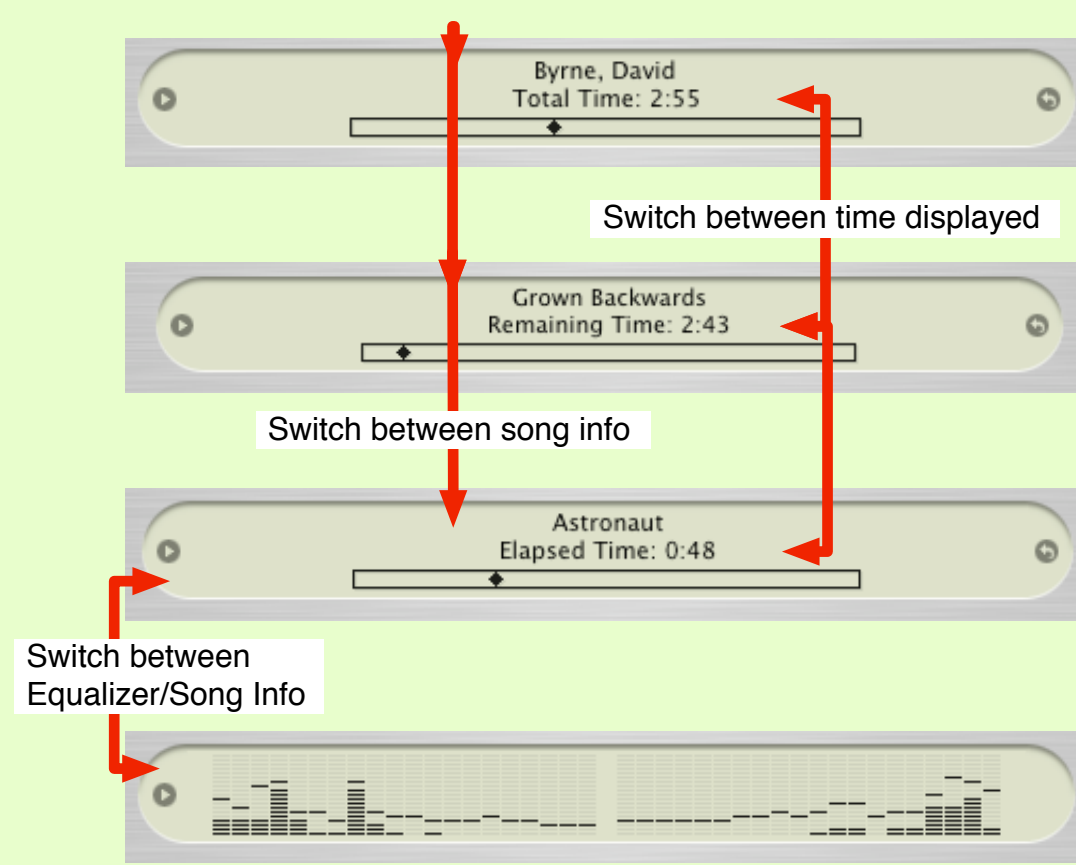 Byrne, David
Total Time: 2:55
Switch between time displayed
Grown Backwards
Remaining Time: 2:43
Switch between song info
Astronaut
Elapsed Time: 0:48
Switch between
Equalizer/Song Info